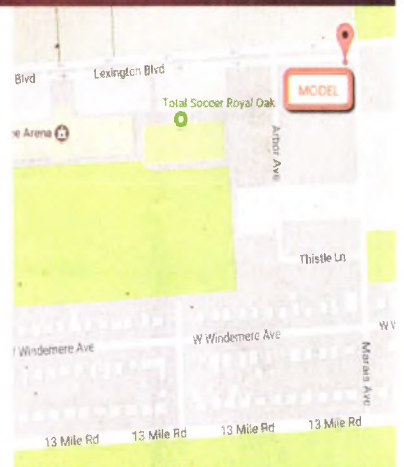 Blvd
Lexington Blvd
MODEL
Total Soccer Royal Oak
Arena
Arbor Ave
Thistle Ln
W Windemere Ave
Windemere Ave
W
Marais Ave
13 Mile Rd
13 Mile Rd
13 Mile Rd
13 Mile Rd